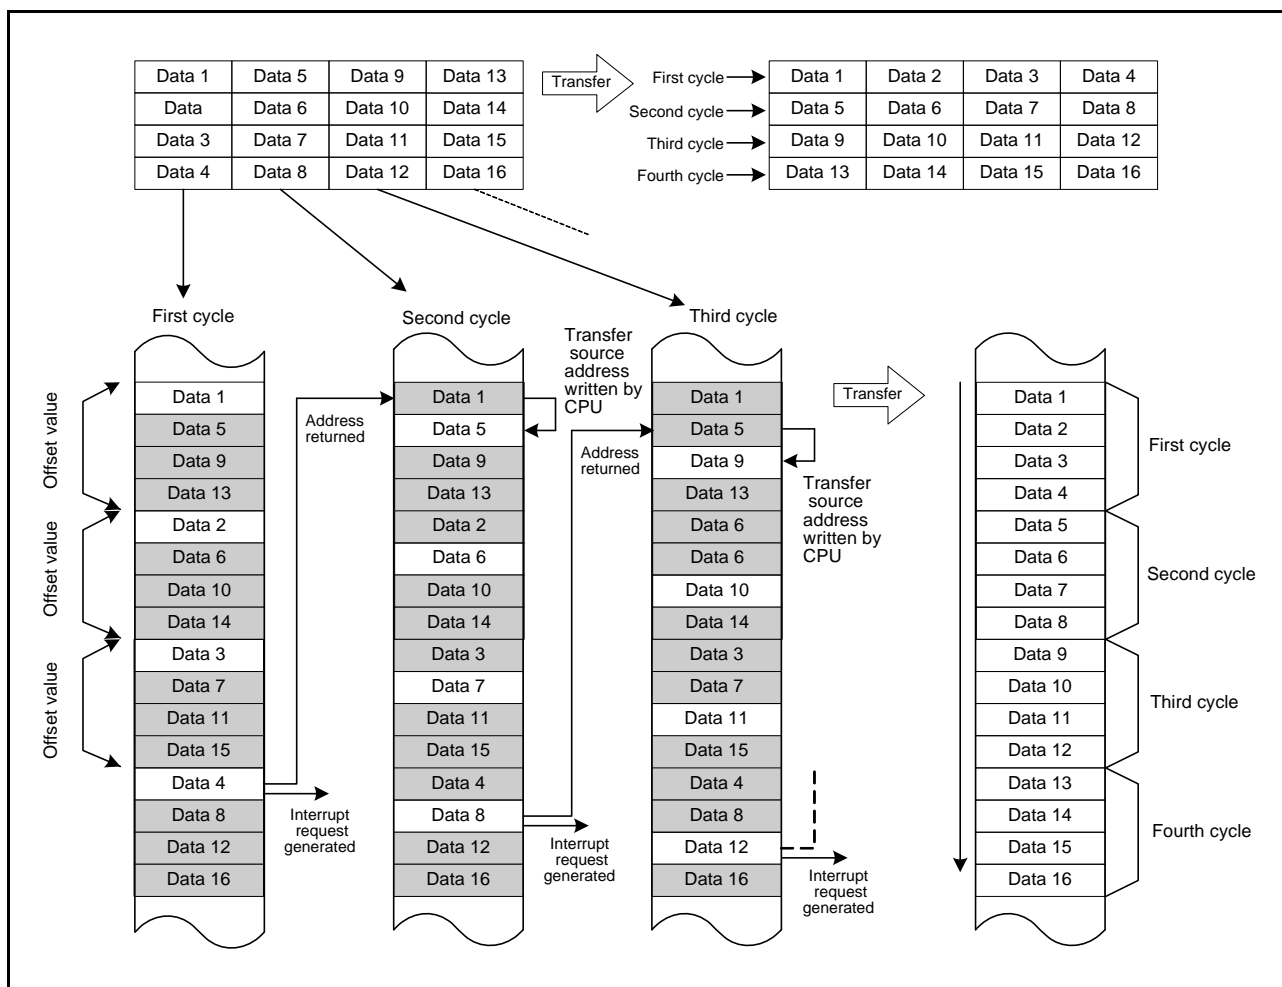 Data 1 Data 5 Data 9 Data 13
Data Data 6 Data 10 Data 14
Data 3 Data 7 Data 11 Data 15
Data 4 Data 8 Data 12 Data 16
Transfer
First cycle Data 1 Data 2 Data 3 Data 4
Second cycle Data 5 Data 6 Data 7 Data 8
Third cycle Data 9 Data 10 Data 11 Data 12
Fourth cycle Data 13 Data 14 Data 15 Data 16
First cycle
Offset value
Offset value
Offset value
Data 1
Data 5
Data 9
Data 13
Data 2
Data 6
Data 10
Data 14
Data 3
Data 7
Data 11
Data 15
Data 4
Data 8
Data 12
Data 16
Address
returned
Interrupt
request
generated
Second cycle
Data 1
Data 5
Data 9
Data 13
Data 2
Data 6
Data 10
Data 14
Data 3
Data 7
Data 11
Data 15
Data 4
Data 8
Data 12
Data 16
Transfer
source
address
written by
CPU
Address
returned
Interrupt
request
generated
Third cycle
Data 1
Data 5
Data 9
Data 13
Data 6
Data 6
Data 10
Data 14
Data 3
Data 7
Data 11
Data 15
Data 4
Data 8
Data 12
Data 16
Transfer
source
address
written by
CPU
Interrupt
request
generated
Transfer
Data 1
Data 2
Data 3
Data 4
Data 5
Data 6
Data 7
Data 8
Data 9
Data 10
Data 11
Data 12
Data 13
Data 14
Data 15
Data 16
First cycle
Second cycle
Third cycle
Fourth cycle